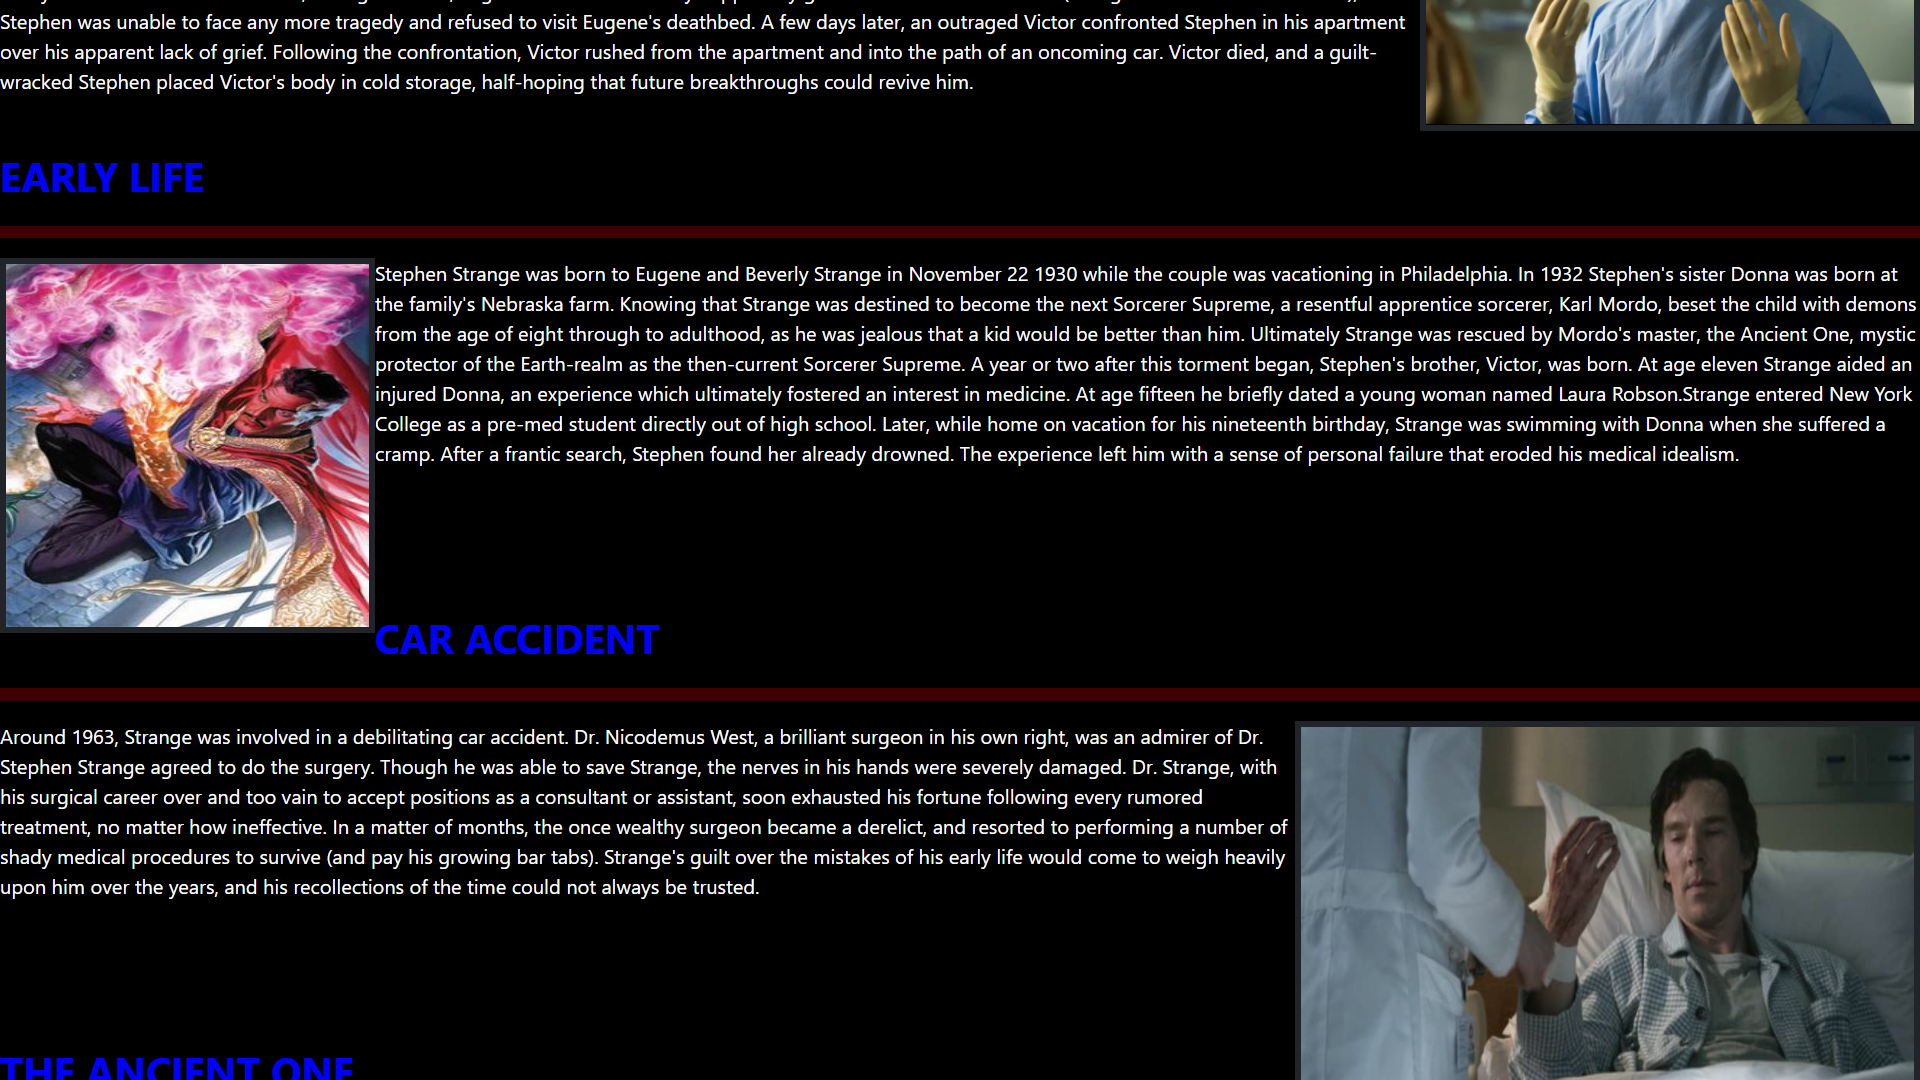 Stephen was unable to face any more tragedy and refused to visit Eugene's deathbed. A few days later, an outraged Victor confronted Stephen in his apartment
over his apparent lack of grief. Following the confrontation, Victor rushed from the apartment and into the path of an oncoming car. Victor died, and a guilt-
wracked Stephen placed Victor's body in cold storage, half-hoping that future breakthroughs could revive him.
EARLY LIFE
Stephen Strange was born to Eugene and Beverly Strange in November 22 1930 while the couple was vacationing in Philadelphia. In 1932 Stephen's sister Donna was born at
the family's Nebraska farm. Knowing that Strange was destined to become the next Sorcerer Supreme, a resentful apprentice sorcerer, Karl Mordo, beset the child with demons
from the age of eight through to adulthood, as he was jealous that a kid would be better than him. Ultimately Strange was rescued by Mordo's master, the Ancient One, mystic
protector of the Earth-realm as the then-current Sorcerer Supreme. A year or two after this torment began, Stephen's brother, Victor, was born. At age eleven Strange aided an
injured Donna, an experience which ultimately fostered an interest in medicine. At age fifteen he briefly dated a young woman named Laura Robson.Strange entered New York
College as a pre-med student directly out of high school. Later, while home on vacation for his nineteenth birthday, Strange was swimming with Donna when she suffered a
cramp. After a frantic search, Stephen found her already drowned. The experience left him with a sense of personal failure that eroded his medical idealism.
CAR ACCIDENT
Around 1963, Strange was involved in a debilitating car accident. Dr. Nicodemus West, a brilliant surgeon in his own right, was an admirer of Dr.
Stephen Strange agreed to do the surgery. Though he was able to save Strange, the nerves in his hands were severely damaged. Dr. Strange, with
his surgical career over and too vain to accept positions as a consultant or assistant, soon exhausted his fortune following every rumored
treatment, no matter how ineffective. In a matter of months, the once wealthy surgeon became a derelict, and resorted to performing a number of
shady medical procedures to survive (and pay his growing bar tabs). Strange's guilt over the mistakes of his early life would come to weigh heavily
upon him over the years, and his recollections of the time could not always be trusted.
THE ANCIENT ONE